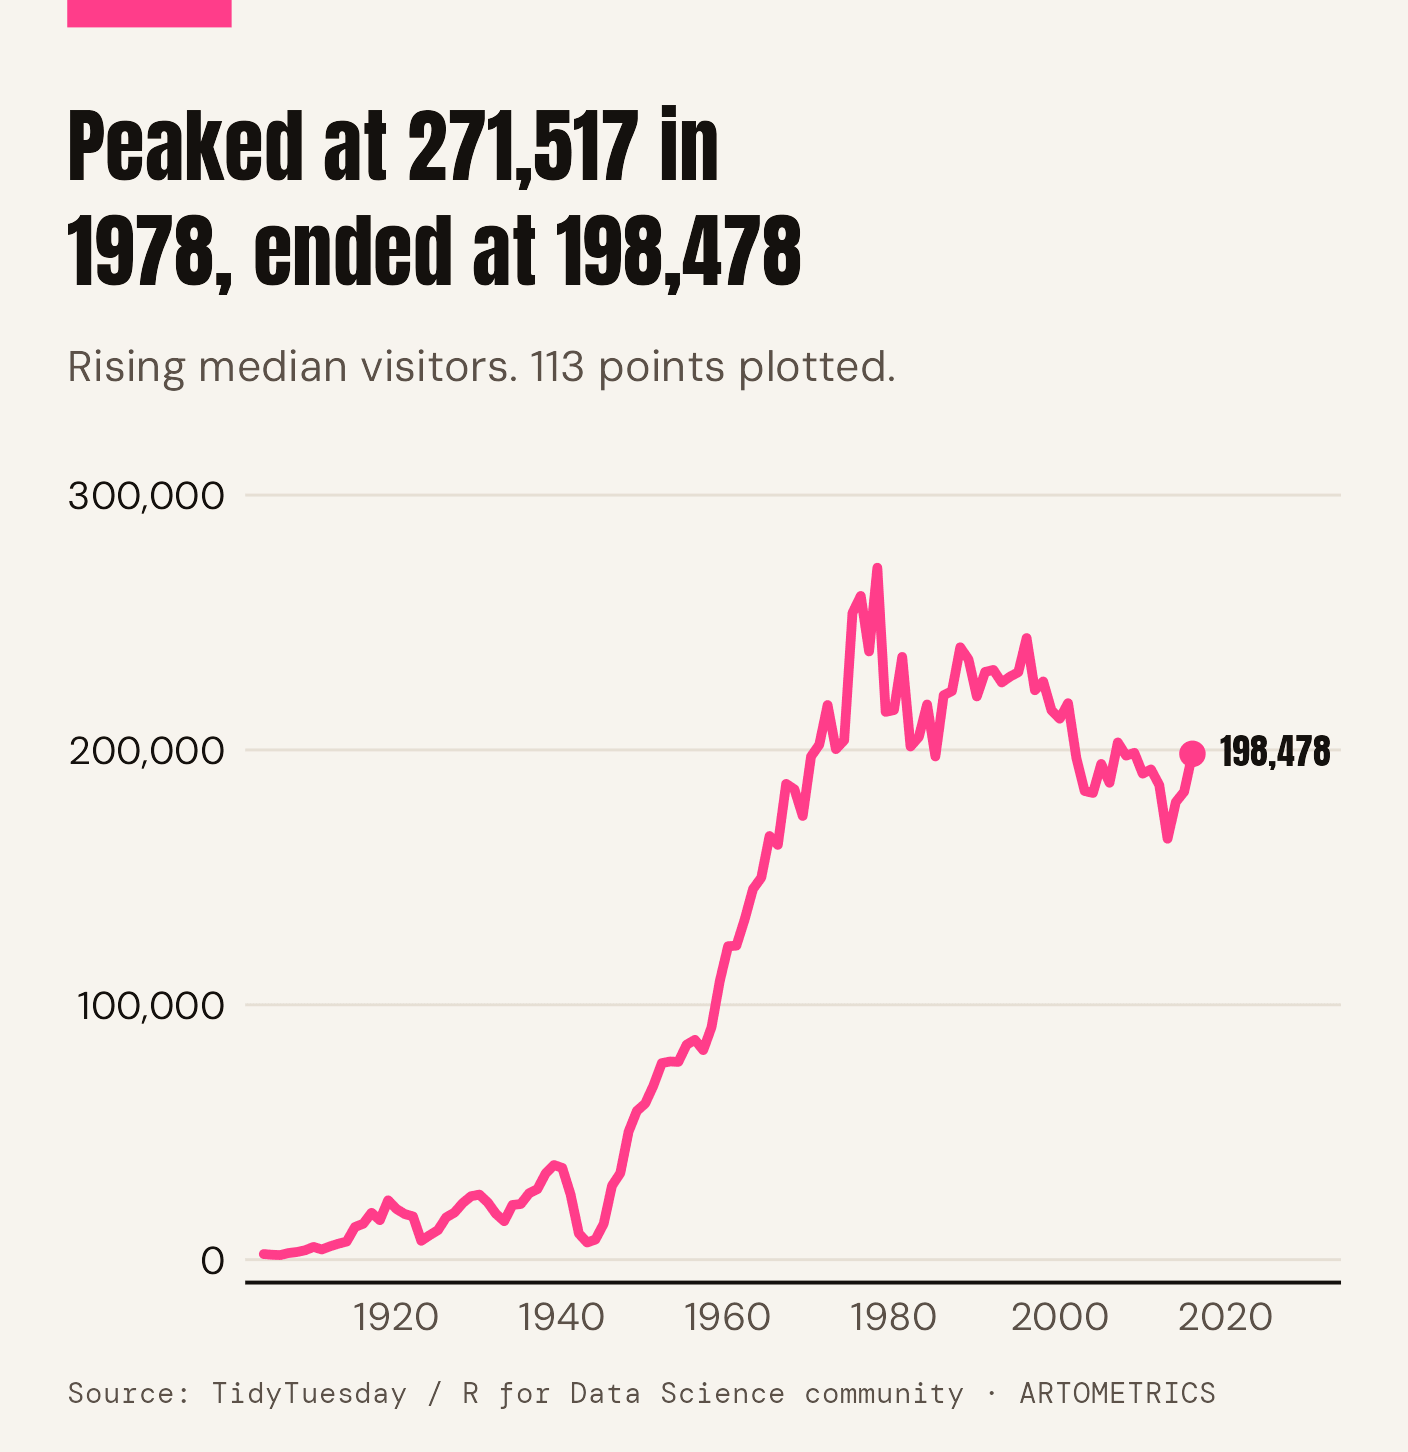 Peaked at 271,517 in
1978, ended at 198,478
Rising median visitors. 113 points plotted.
300,000
200,000
198,478
100,000
0
1920 1940 1960 1980 2000 2020
Source: TidyTuesday / R for Data Science community · ARTOMETRICS